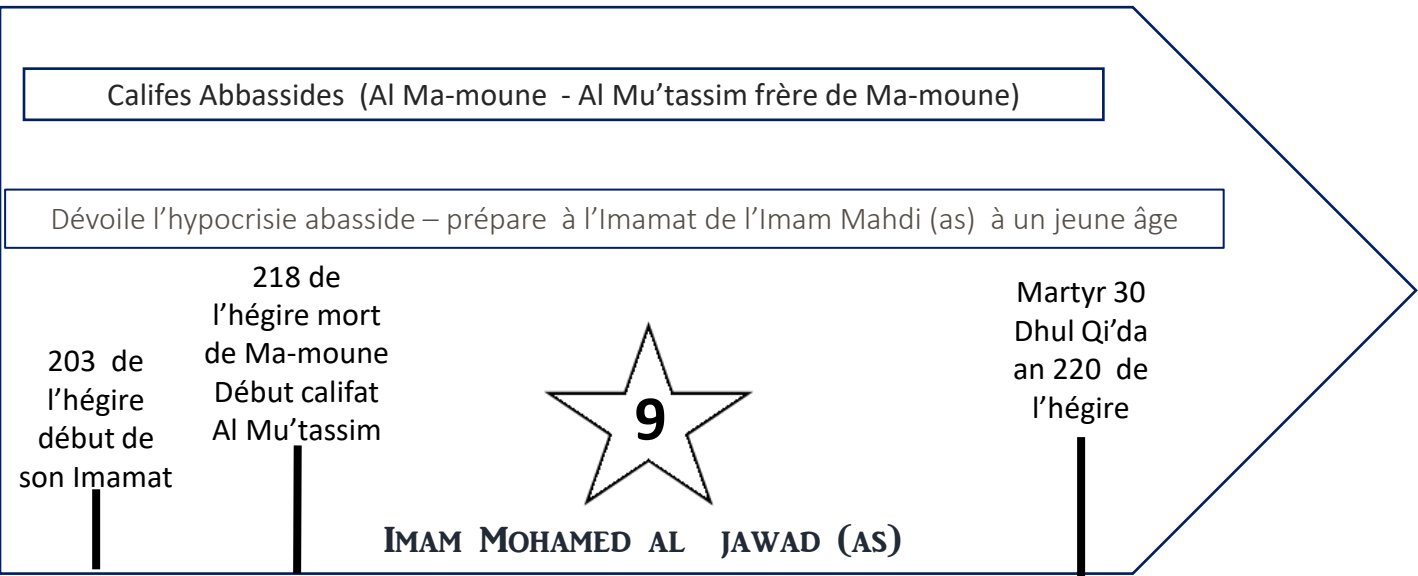 Califes Abbassides (Al Ma-moune - Al Mu’tassim frère de Ma-moune)
Dévoile l’hypocrisie abasside – prépare à l’Imamat de l’Imam Mahdi (as) à un jeune âge
203 de
l’hégire
début de
son Imamat
218 de
l’hégire mort
de Ma-moune
Début califat
Al Mu’tassim
9
Martyr 30
Dhul Qi’da
an 220 de
l’hégire
Imam Mohamed al jawad (as)